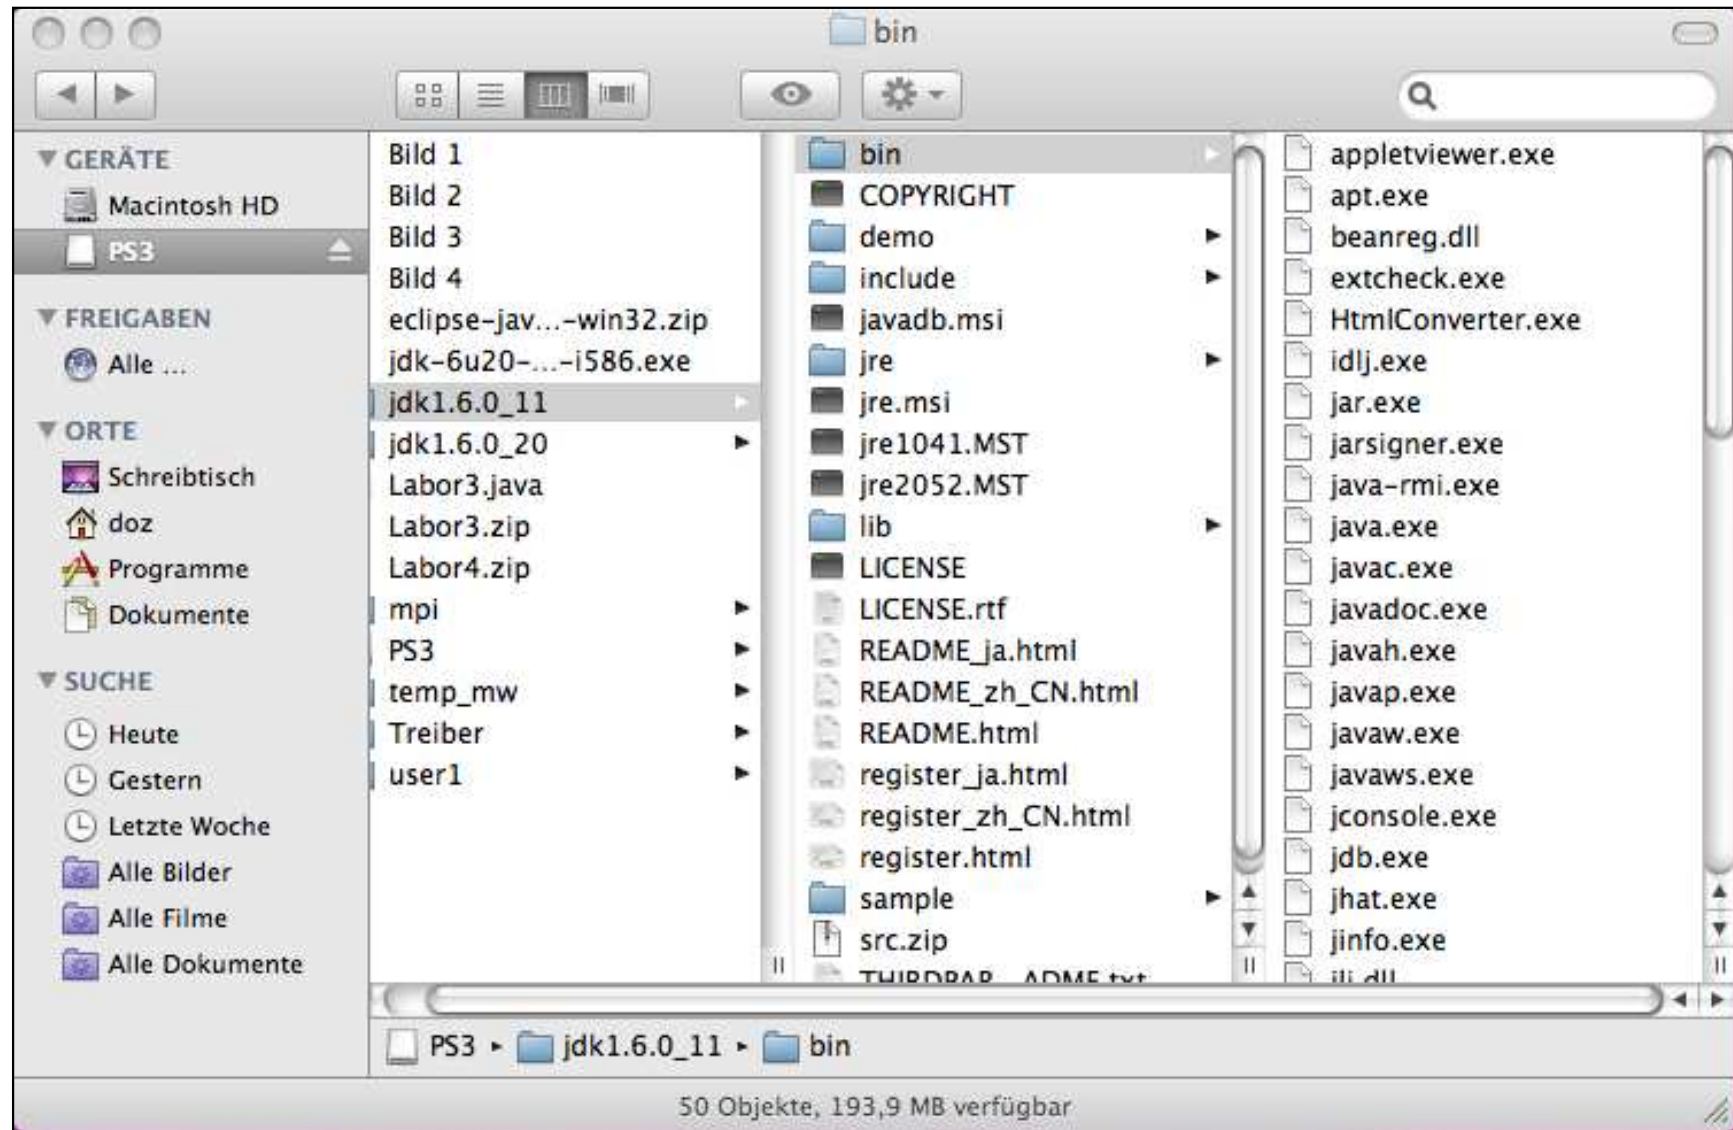 bin
GERÄTE
Macintosh HD
PS3
FREIGABEN
Alle ...
ORTE
Schreibtisch
doz
Programme
Dokumente
SUCHE
Heute
Gestern
Letzte Woche
Alle Bilder
Alle Filme
Alle Dokumente
Bild 1
Bild 2
Bild 3
Bild 4
eclipse-jav...-win32.zip
jdk-6u20-...-i586.exe
jdk1.6.0_11
jdk1.6.0_20
Labor3.java
Labor3.zip
Labor4.zip
mpi
PS3
temp_mw
Treiber
user1
bin
COPYRIGHT
demo
include
javadb.msi
jre
jre.msi
jre1041.MST
jre2052.MST
lib
LICENSE
LICENSE.rtf
README_ja.html
README_zh_CN.html
README.html
register_ja.html
register_zh_CN.html
register.html
sample
src.zip
THIRDPAR...ADME.txt
appletviewer.exe
apt.exe
beanreg.dll
extcheck.exe
HtmlConverter.exe
idlj.exe
jar.exe
jarsigner.exe
java-rmi.exe
java.exe
javac.exe
javadoc.exe
javah.exe
javap.exe
javaw.exe
javaws.exe
jconsole.exe
jdb.exe
jhat.exe
jinfo.exe
jli.dll
PS3 ▸ jdk1.6.0_11 ▸ bin
50 Objekte, 193,9 MB verfügbar